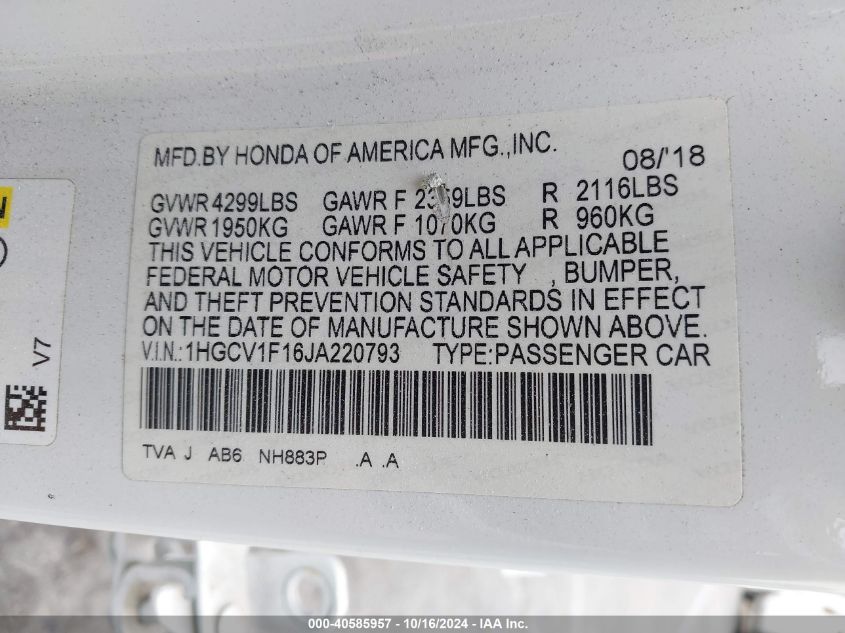 MFD.BY HONDA OF AMERICA MFG.,INC. 08/'18
GVWR 4299LBS GAWR F R 2116LBS
GVWR 1950KG GAWR F 1070KG R 960KG
THIS VEHICLE CONFORMS TO ALL APPLICABLE
FEDERAL MOTOR VEHICLE SAFETY , BUMPER,
AND THEFT PREVENTION STANDARDS IN EFFECT
ON THE DATE OF MANUFACTURE SHOWN ABOVE.
V.I.N.:1HGCV1F16JA220793 TYPE:PASSENGER CAR
TVA J AB6 NH883P .A .A
V7
000-40585957 - 10/16/2024 - IAA Inc.